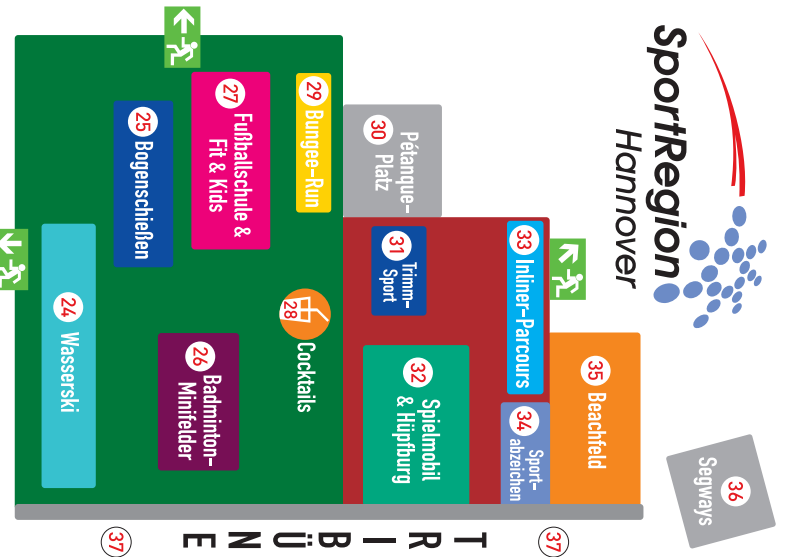 SportRegion
Hannover
29 Bungee-Run
27 Fußballschule &
Fit & Kids
25 Bogenschießen
24 Wasserski
26 Badminton-
Minifelder
28 Cocktails
Pétanque-
30 Platz
31 Trimm-
Sport
33 Inliner-Parcours
32 Spielmobil
& Hüpfburg
34 Sport-
abzeichen
35 Beachfeld
36
Segways
37 TRIBÜNE 37